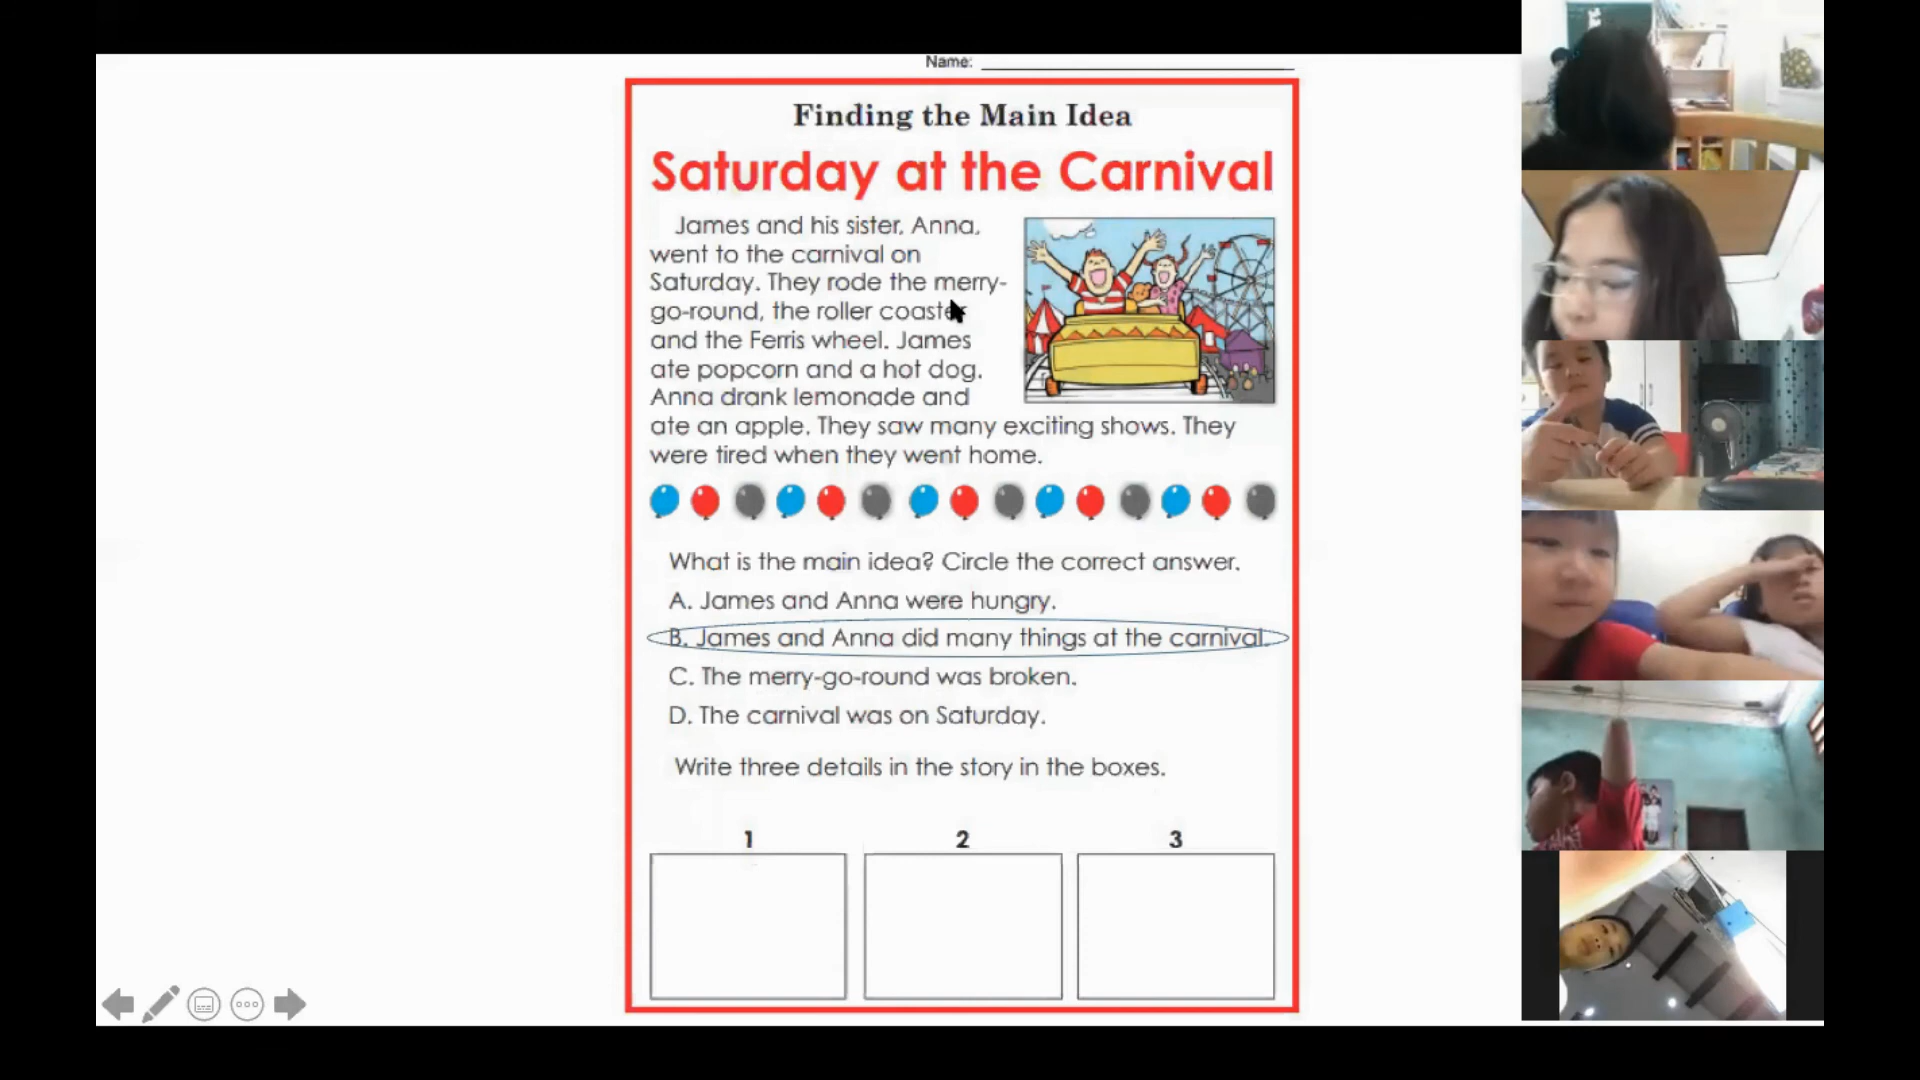 Name:
Finding the Main Idea
Saturday at the Carnival
James and his sister, Anna,
went to the carnival on
Saturday. They rode the merry-
go-round, the roller coaster
and the Ferris wheel. James
ate popcorn and a hot dog.
Anna drank lemonade and
ate an apple. They saw many exciting shows. They
were tired when they went home.
What is the main idea? Circle the correct answer.
A. James and Anna were hungry.
B. James and Anna did many things at the carnival.
C. The merry-go-round was broken.
D. The carnival was on Saturday.
Write three details in the story in the boxes.
1 2 3